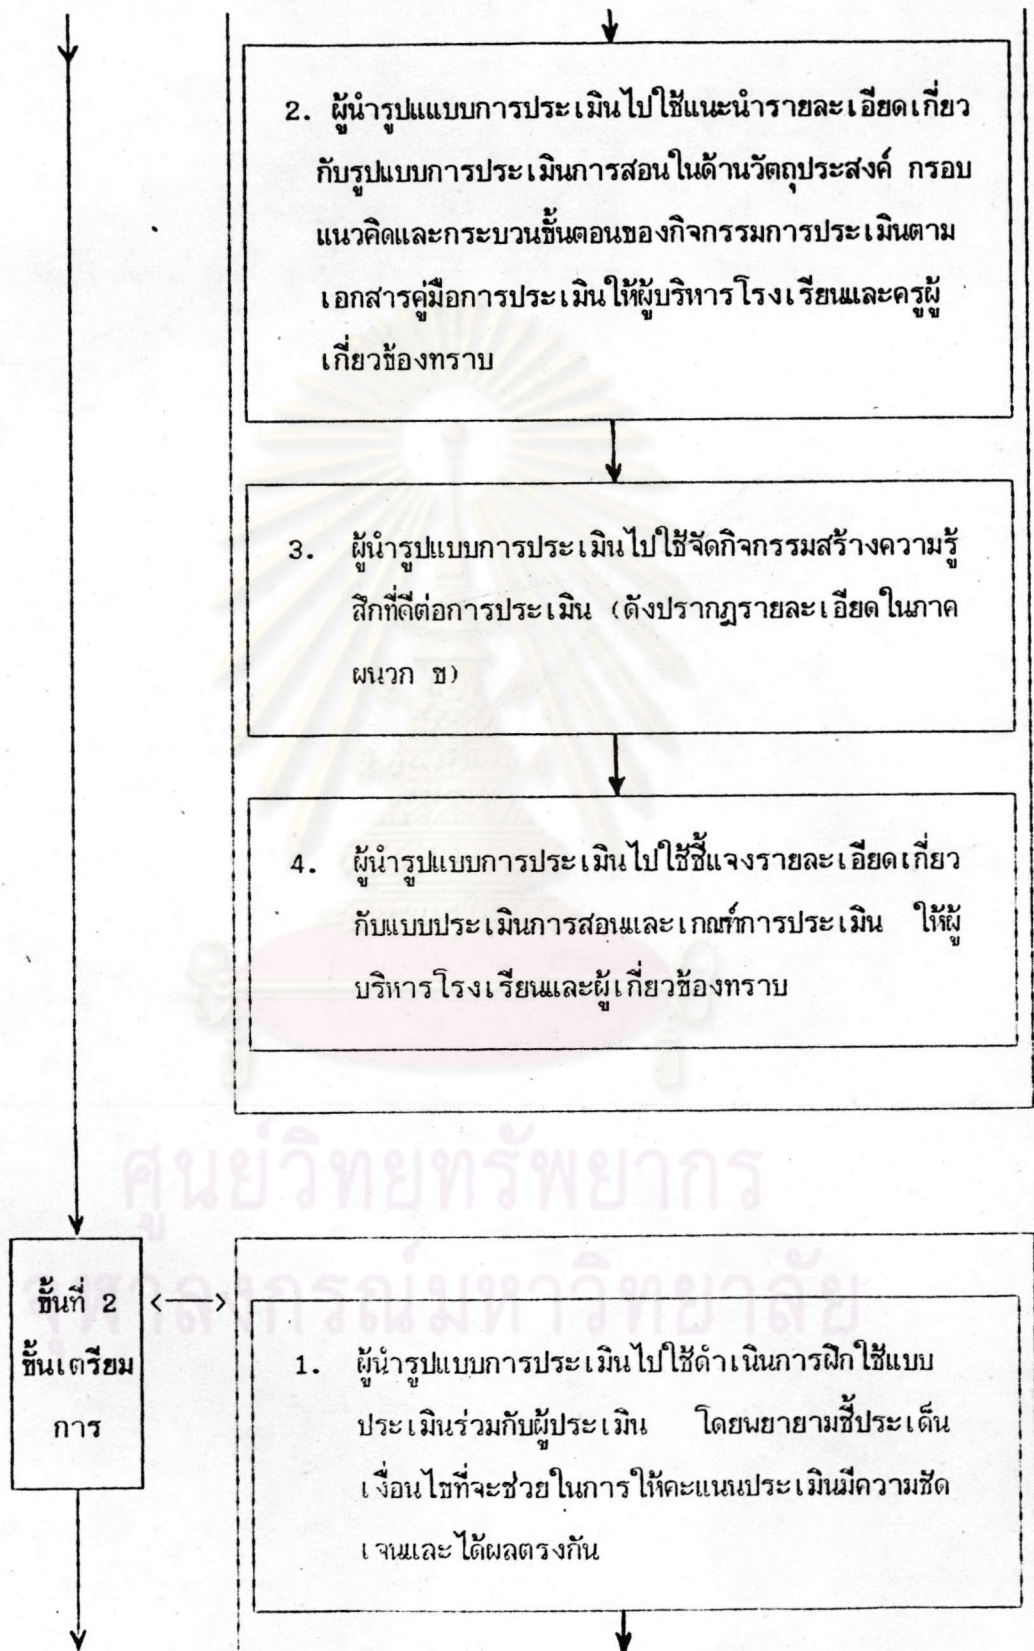 2. ผู้นำรูปแแบบการประเมินไปใช้แนะนำรายละเอียดเกี่ยว
กับรูปแบบการประเมินการสอนในด้านวัตถุประสงค์ กรอบ
แนวคิดและกระบวนขั้นตอนของกิจกรรมการประเมินตาม
เอกสารคู่มือการประเมินให้ผู้บริหารโรงเรียนและครูผู้
เกี่ยวข้องทราบ
3. ผู้นำรูปแบบการประเมินไปใช้จัดกิจกรรมสร้างความรู้
สึกที่ดีต่อการประเมิน (ดังปรากฏรายละเอียดในภาค
ผนวก ข)
4. ผู้นำรูปแบบการประเมินไปใช้ชี้แจงรายละเอียดเกี่ยว
กับแบบประเมินการสอนและเกณฑ์การประเมิน ให้ผู้
บริหารโรงเรียนและผู้เกี่ยวข้องทราบ
ศูนย์วิทยทรัพยากร
จุฬาลงกรณ์มหาวิทยาลัย
ขั้นที่ 2
ขั้นเตรียม
การ
1. ผู้นำรูปแบบการประเมินไปใช้ดำเนินการฝึกใช้แบบ
ประเมินร่วมกับผู้ประเมิน โดยพยายามชี้ประเด็น
เงื่อนไขที่จะช่วยในการให้คะแนนประเมินมีความชัด
เจนและได้ผลตรงกัน